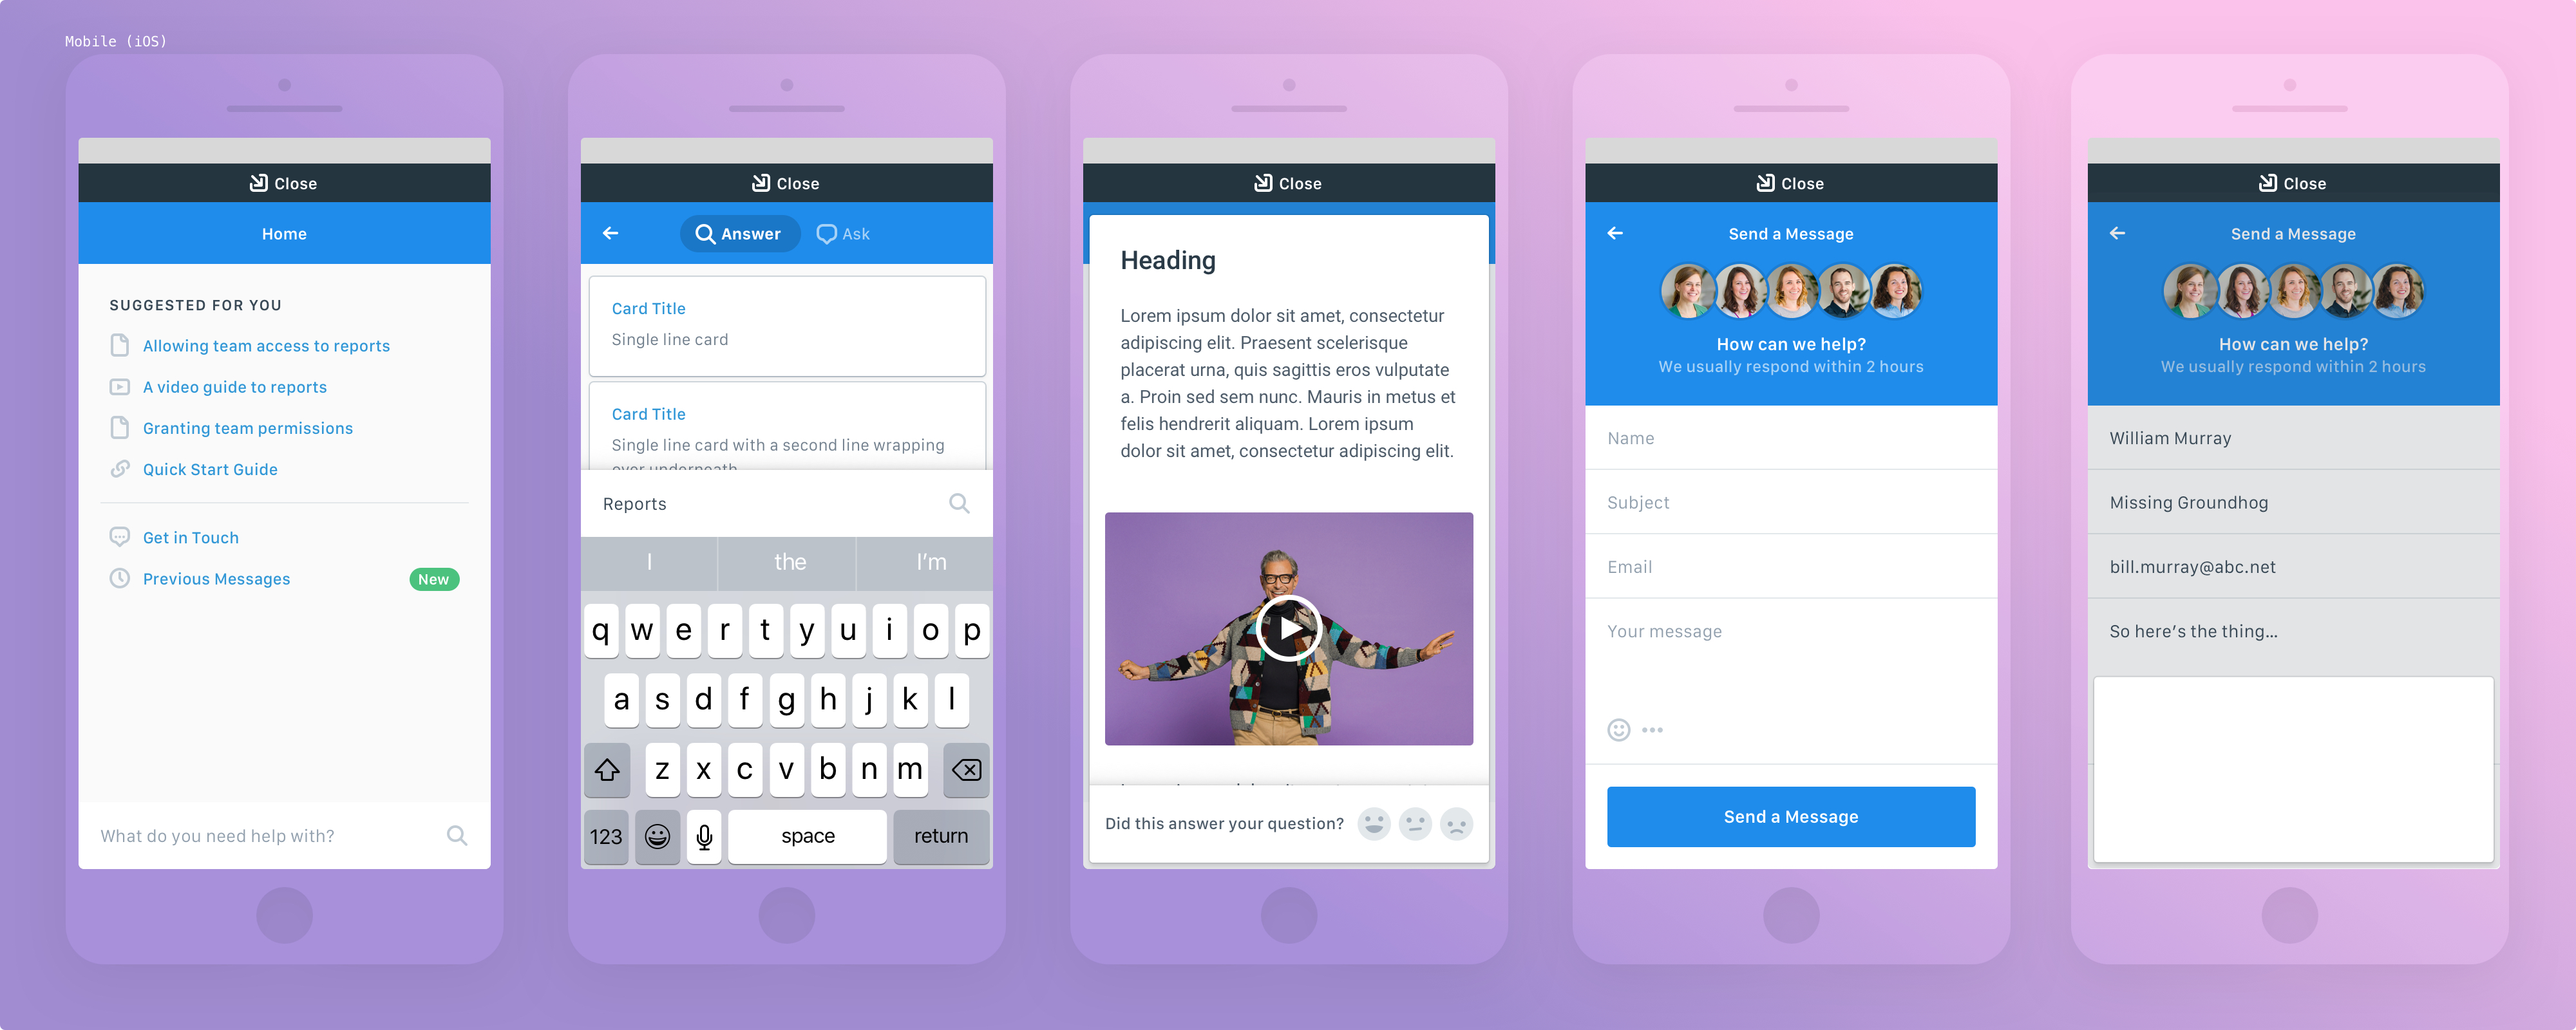 Mobile (iOS)
Close
Home
SUGGESTED FOR YOU
Allowing team access to reports
A video guide to reports
Granting team permissions
Quick Start Guide
Get in Touch
Previous Messages
New
What do you need help with?
Close
Answer
Ask
Card Title
Single line card
Card Title
Single line card with a second line wrapping
over underneath
Reports
I the I'm
q w e r t y u i o p
a s d f g h j k l
z x c v b n m
123 space return
Close
Heading
Lorem ipsum dolor sit amet, consectetur
adipiscing elit. Praesent scelerisque
placerat urna, quis sagittis eros vulputate
a. Proin sed sem nunc. Mauris in metus et
felis hendrerit aliquam. Lorem ipsum
dolor sit amet, consectetur adipiscing elit.
Did this answer your question?
Close
Send a Message
How can we help?
We usually respond within 2 hours
Name
Subject
Email
Your message
Send a Message
Close
Send a Message
How can we help?
We usually respond within 2 hours
William Murray
Missing Groundhog
bill.murray@abc.net
So here's the thing...